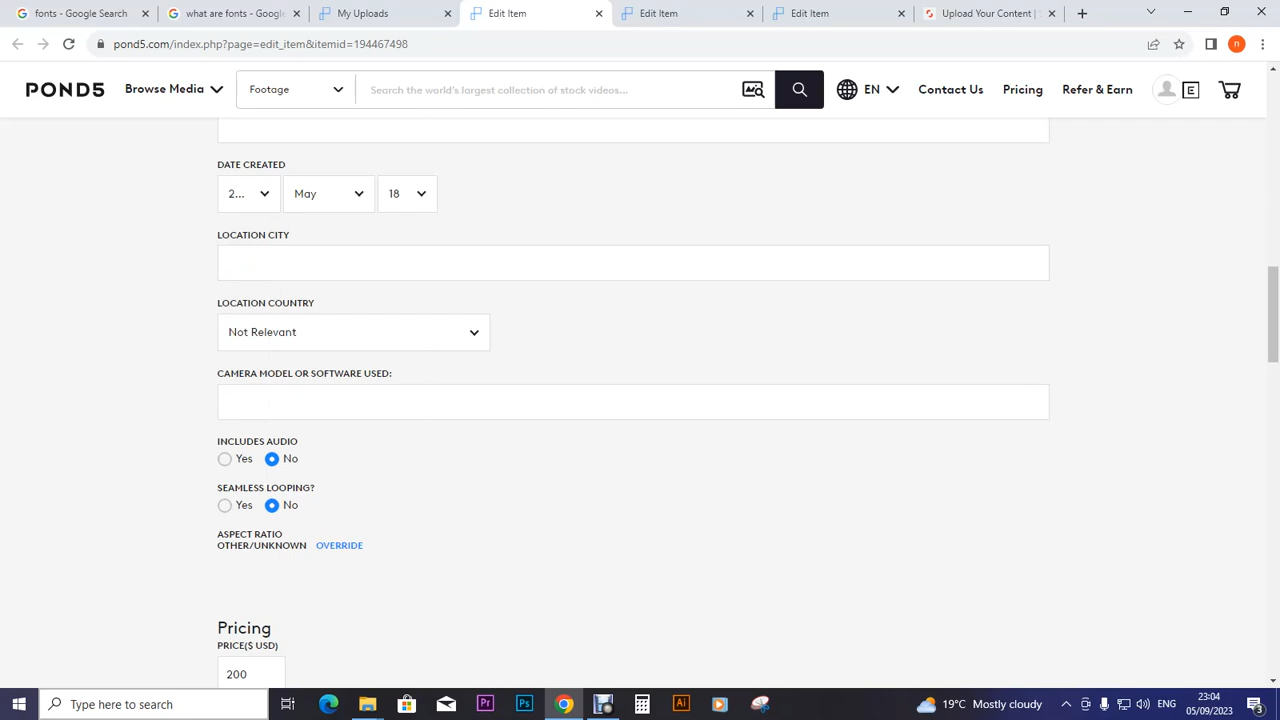 fonts - Google Search
what are fonts - Google
My Uploads
Edit Item
Edit Item
Edit Item
Upload Your Content | S
pond5.com/index.php?page=edit_item&itemid=194467498
n
POND5
Browse Media
Footage
Search the world's largest collection of stock videos...
EN
Contact Us
Pricing
Refer & Earn
E
DATE CREATED
2...
May
18
LOCATION CITY
LOCATION COUNTRY
Not Relevant
CAMERA MODEL OR SOFTWARE USED:
INCLUDES AUDIO
Yes
No
SEAMLESS LOOPING?
Yes
No
ASPECT RATIO
OTHER/UNKNOWN OVERRIDE
Pricing
PRICE($ USD)
200
Type here to search
Pr
Ps
Ai
19°C Mostly cloudy
23:04
05/09/2023
3